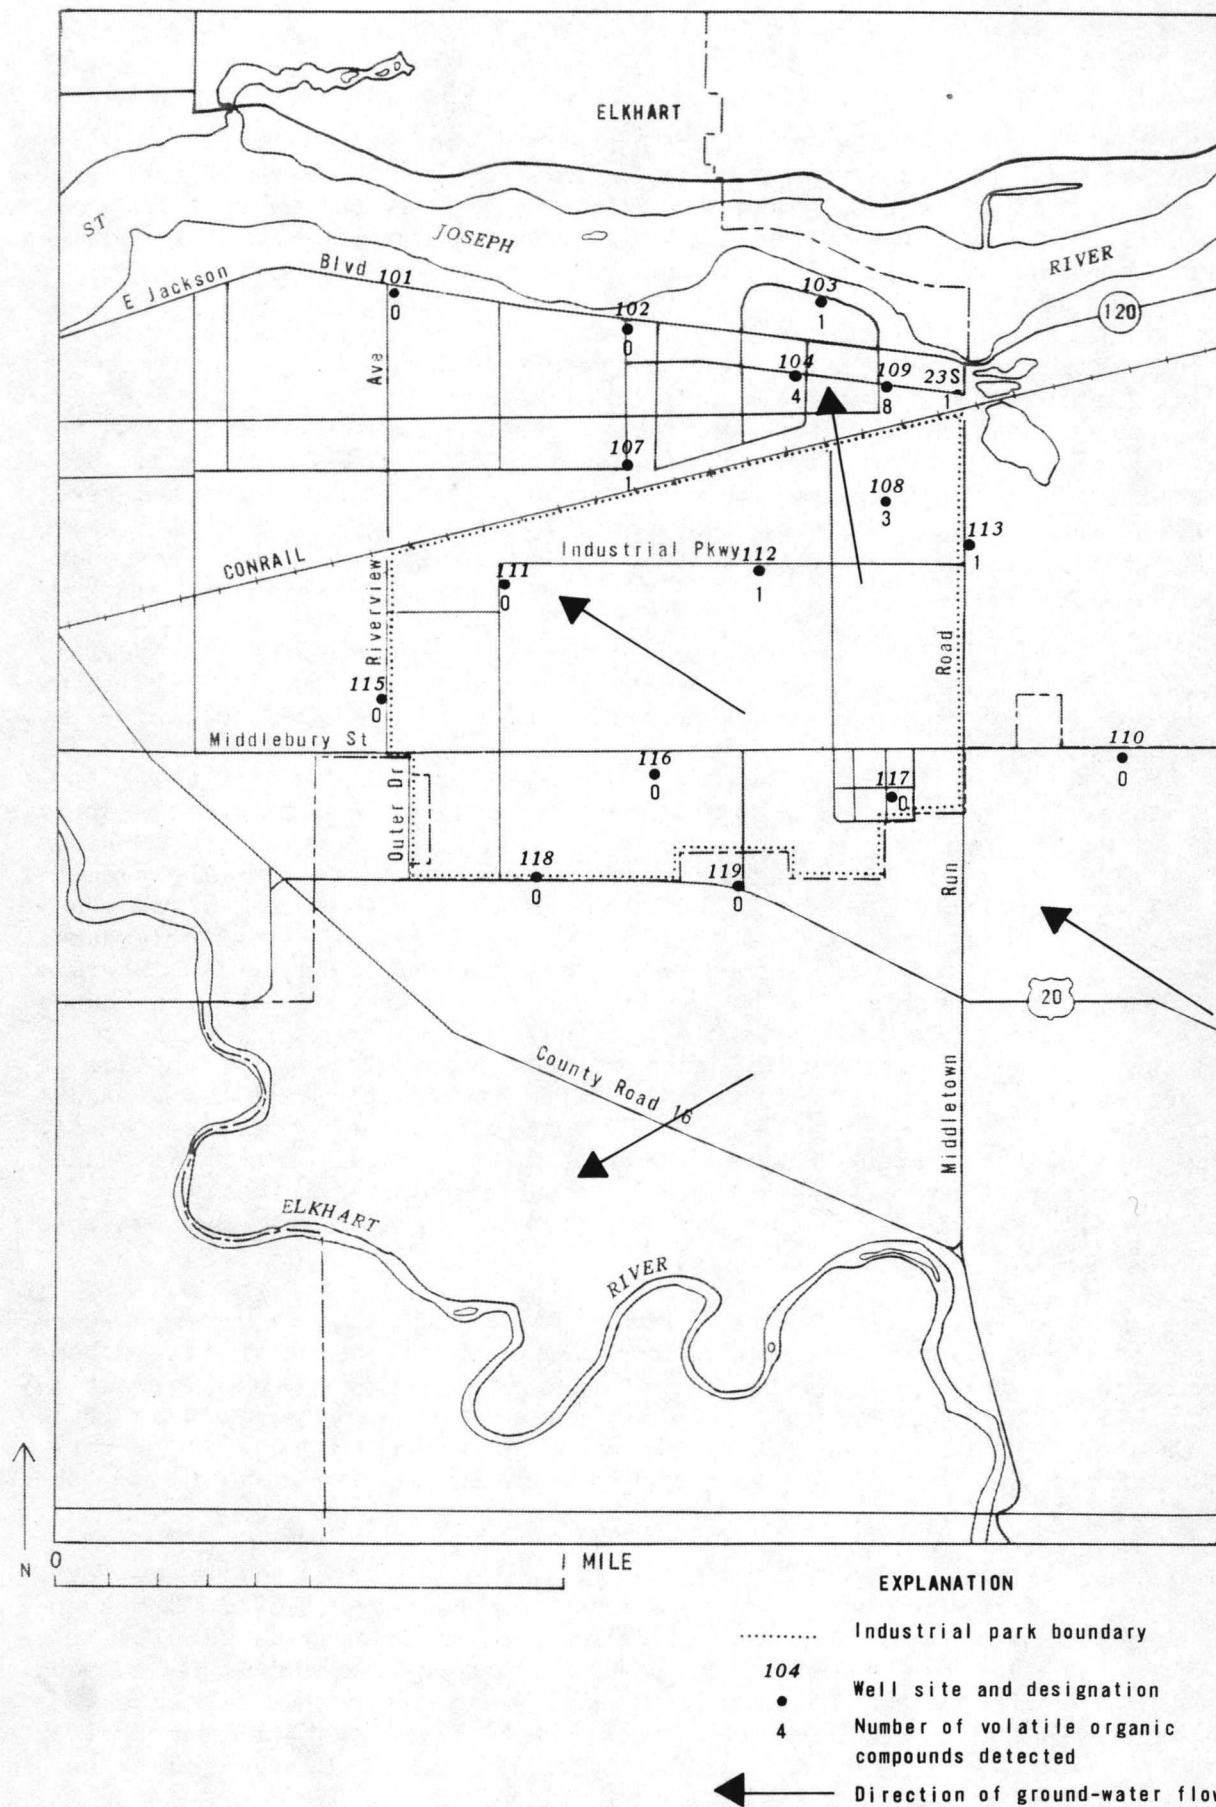 ELKHART
ST
JOSEPH
RIVER
E Jackson
Blvd
101
0
102
0
103
1
120
104
4
109
8
23S
1
Ave
107
1
108
3
113
1
CONRAIL
Industrial Pkwy
112
1
111
0
Riverview
Road
115
0
Middlebury St
116
0
110
0
117
0
Outer Dr
118
0
119
0
Run
20
County Road 16
Middletown
ELKHART
RIVER
N
0
1 MILE
EXPLANATION
Industrial park boundary
104
Well site and designation
4
Number of volatile organic
compounds detected
Direction of ground-water flow